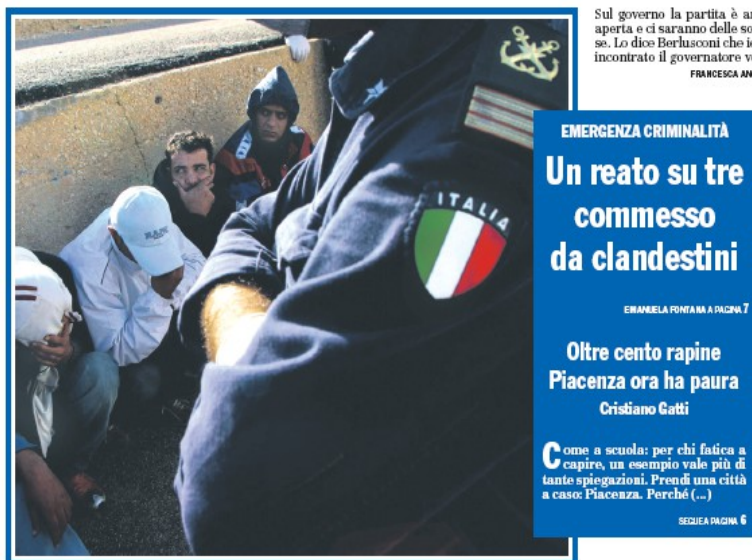 Sul governo la partita è
aperta e ci saranno delle
se. Lo dice Berlusconi che
incontrato il governatore
EMERGENZA CRIMINALITÀ
Un reato su tre
commesso
da clandestini
EMANUELA FONTANA A PAGINA 7
Oltre cento rapine
Piacenza ora ha paura
Cristiano Gatti
Come a scuola: per chi fatica a
capire, un esempio vale più di
tante spiegazioni. Prendi una città
a caso: Piacenza. Perché (...)
SEGUE A PAGINA 6
ITALIA